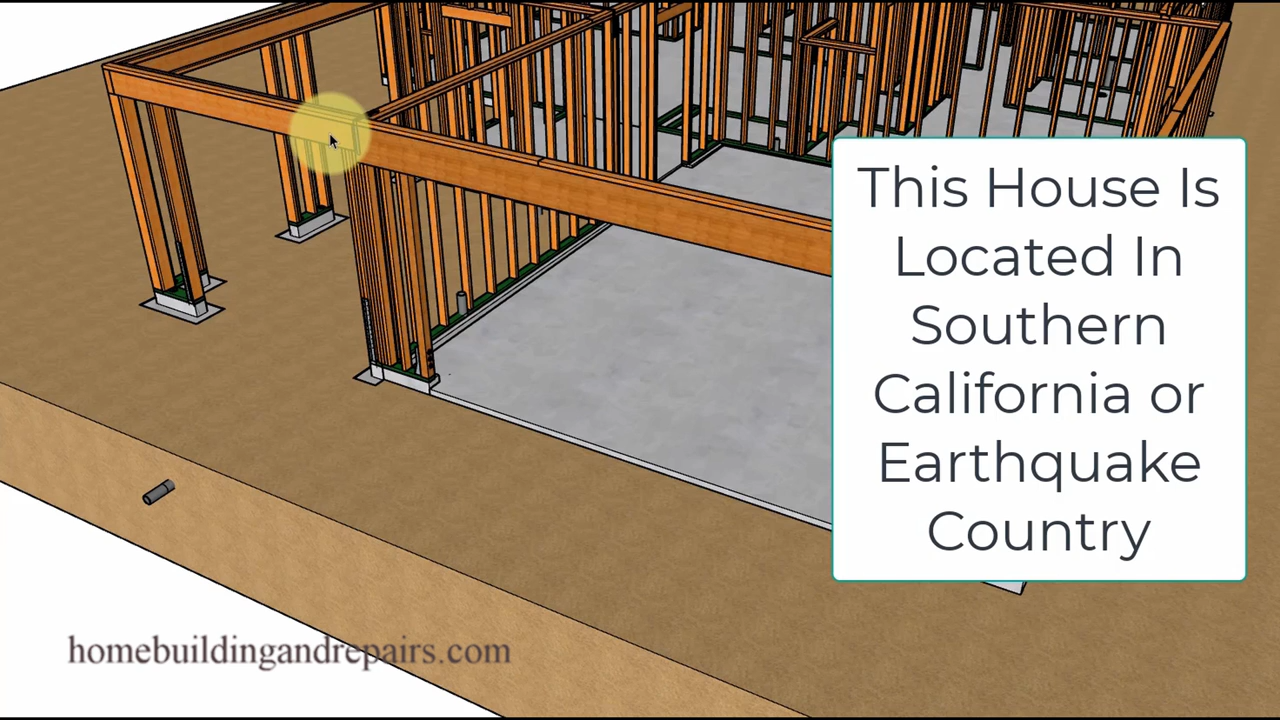 This House Is
Located In
Southern
California or
Earthquake
Country
homebuildingandrepairs.com